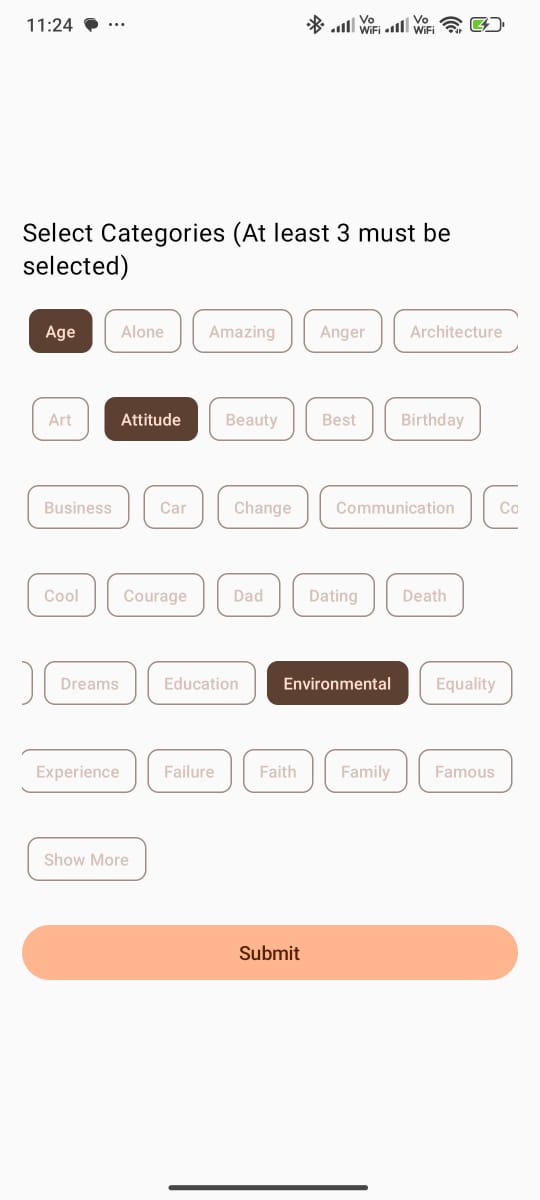 11:24 ... Vo WiFi Vo WiFi
Select Categories (At least 3 must be
selected)
Age Alone Amazing Anger Architecture
Art Attitude Beauty Best Birthday
Business Car Change Communication Co
Cool Courage Dad Dating Death
Dreams Education Environmental Equality
Experience Failure Faith Family Famous
Show More
Submit